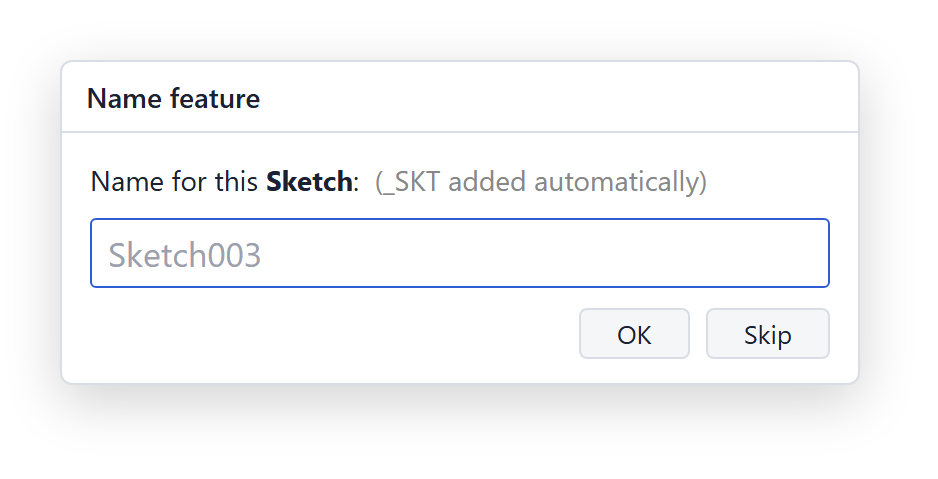 Name feature
Name for this Sketch: (_SKT added automatically)
Sketch003
OK Skip